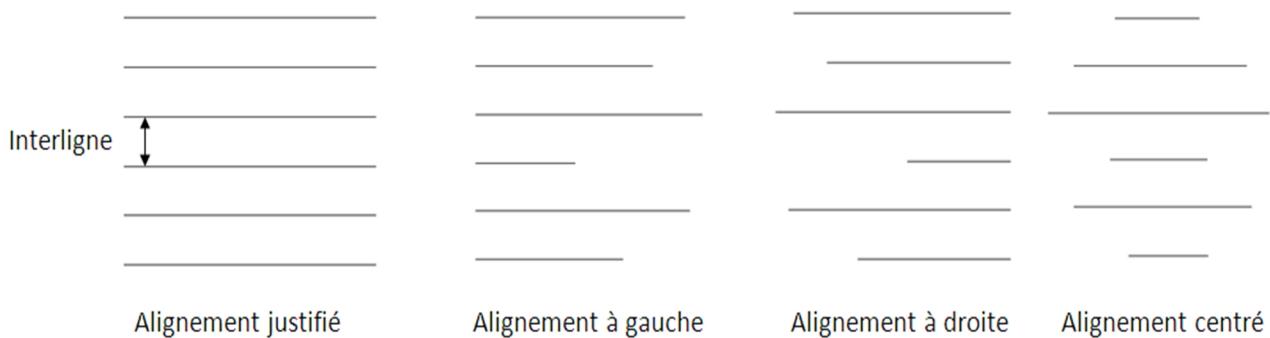 Interligne
Alignement justifié
Alignement à gauche
Alignement à droite
Alignement centré